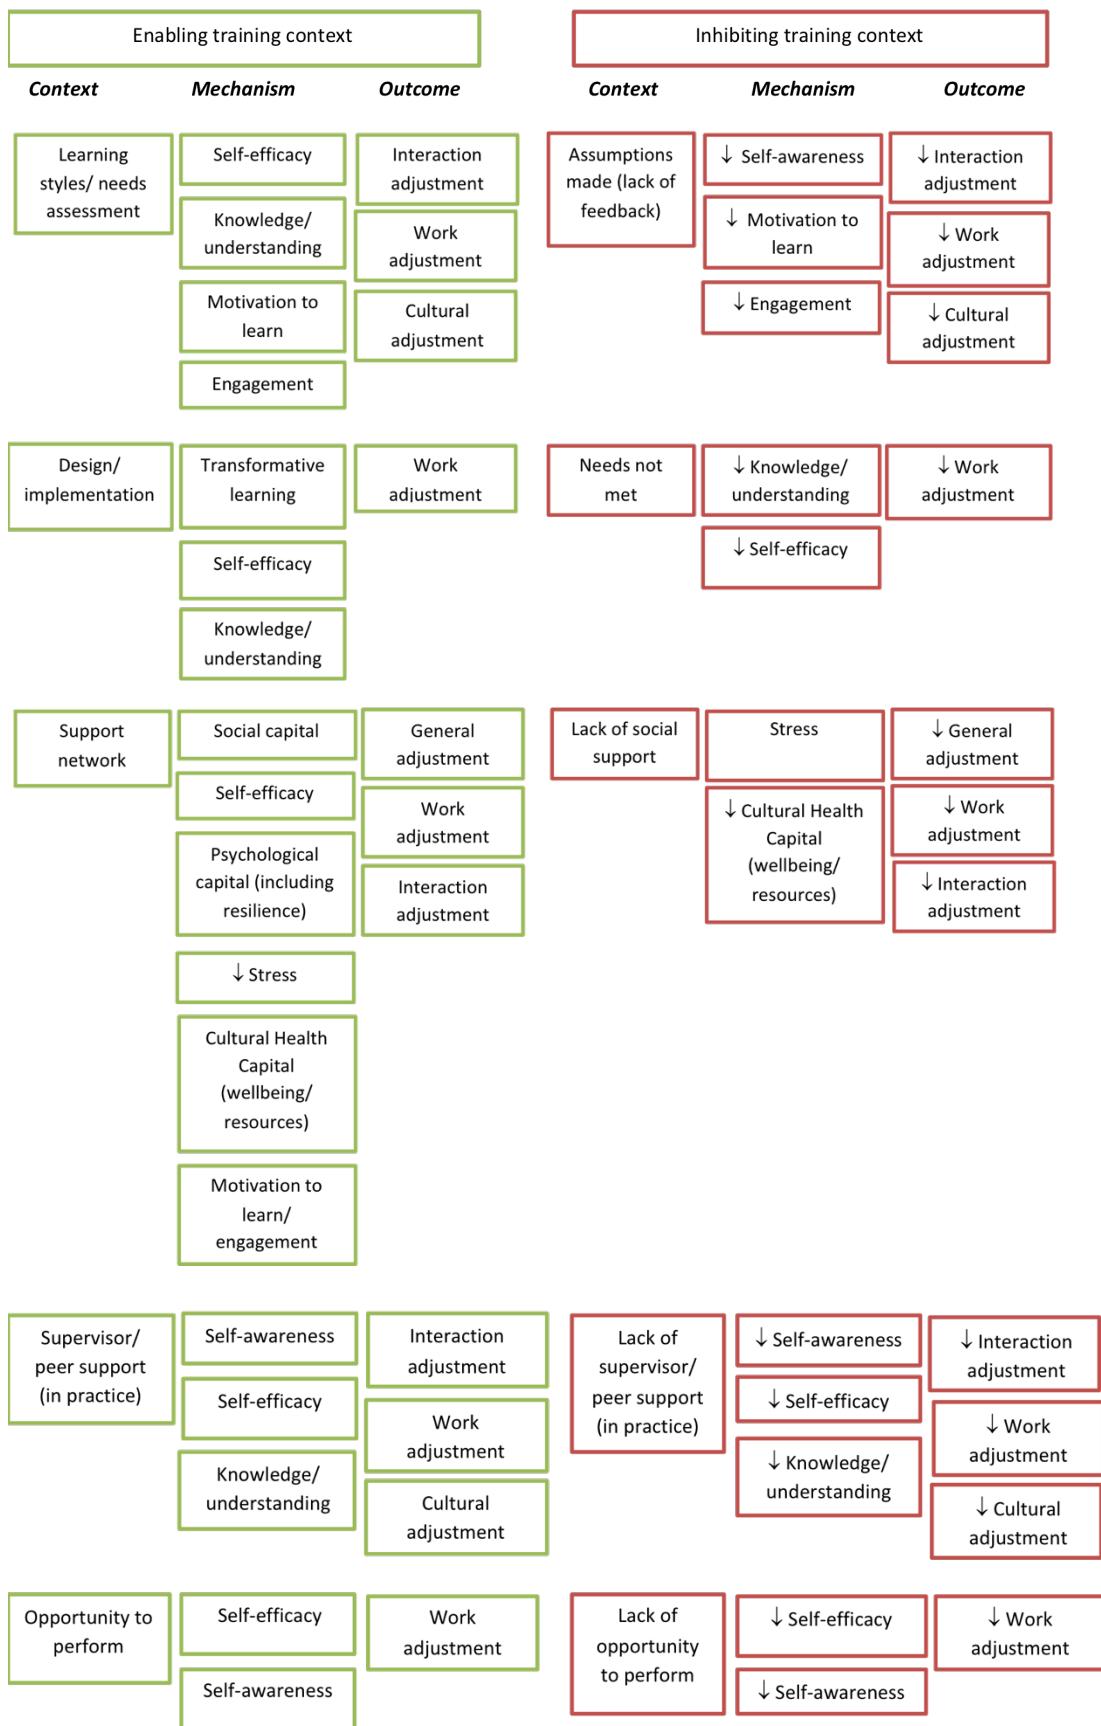 Enabling training context
Inhibiting training context
Context
Mechanism
Outcome
Context
Mechanism
Outcome
Learning
styles/ needs
assessment
Self-efficacy
Knowledge/
understanding
Motivation to
learn
Engagement
Interaction
adjustment
Work
adjustment
Cultural
adjustment
Assumptions
made (lack of
feedback)
↓ Self-awareness
↓ Motivation to
learn
↓ Engagement
↓ Interaction
adjustment
↓ Work
adjustment
↓ Cultural
adjustment
Design/
implementation
Transformative
learning
Self-efficacy
Knowledge/
understanding
Work
adjustment
Needs not
met
↓ Knowledge/
understanding
↓ Self-efficacy
↓ Work
adjustment
Support
network
Social capital
Self-efficacy
Psychological
capital (including
resilience)
↓ Stress
Cultural Health
Capital
(wellbeing/
resources)
Motivation to
learn/
engagement
General
adjustment
Work
adjustment
Interaction
adjustment
Lack of social
support
Stress
↓ Cultural Health
Capital
(wellbeing/
resources)
↓ General
adjustment
↓ Work
adjustment
↓ Interaction
adjustment
Supervisor/
peer support
(in practice)
Self-awareness
Self-efficacy
Knowledge/
understanding
Interaction
adjustment
Work
adjustment
Cultural
adjustment
Lack of
supervisor/
peer support
(in practice)
↓ Self-awareness
↓ Self-efficacy
↓ Knowledge/
understanding
↓ Interaction
adjustment
↓ Work
adjustment
↓ Cultural
adjustment
Opportunity to
perform
Self-efficacy
Self-awareness
Work
adjustment
Lack of
opportunity
to perform
↓ Self-efficacy
↓ Self-awareness
↓ Work
adjustment